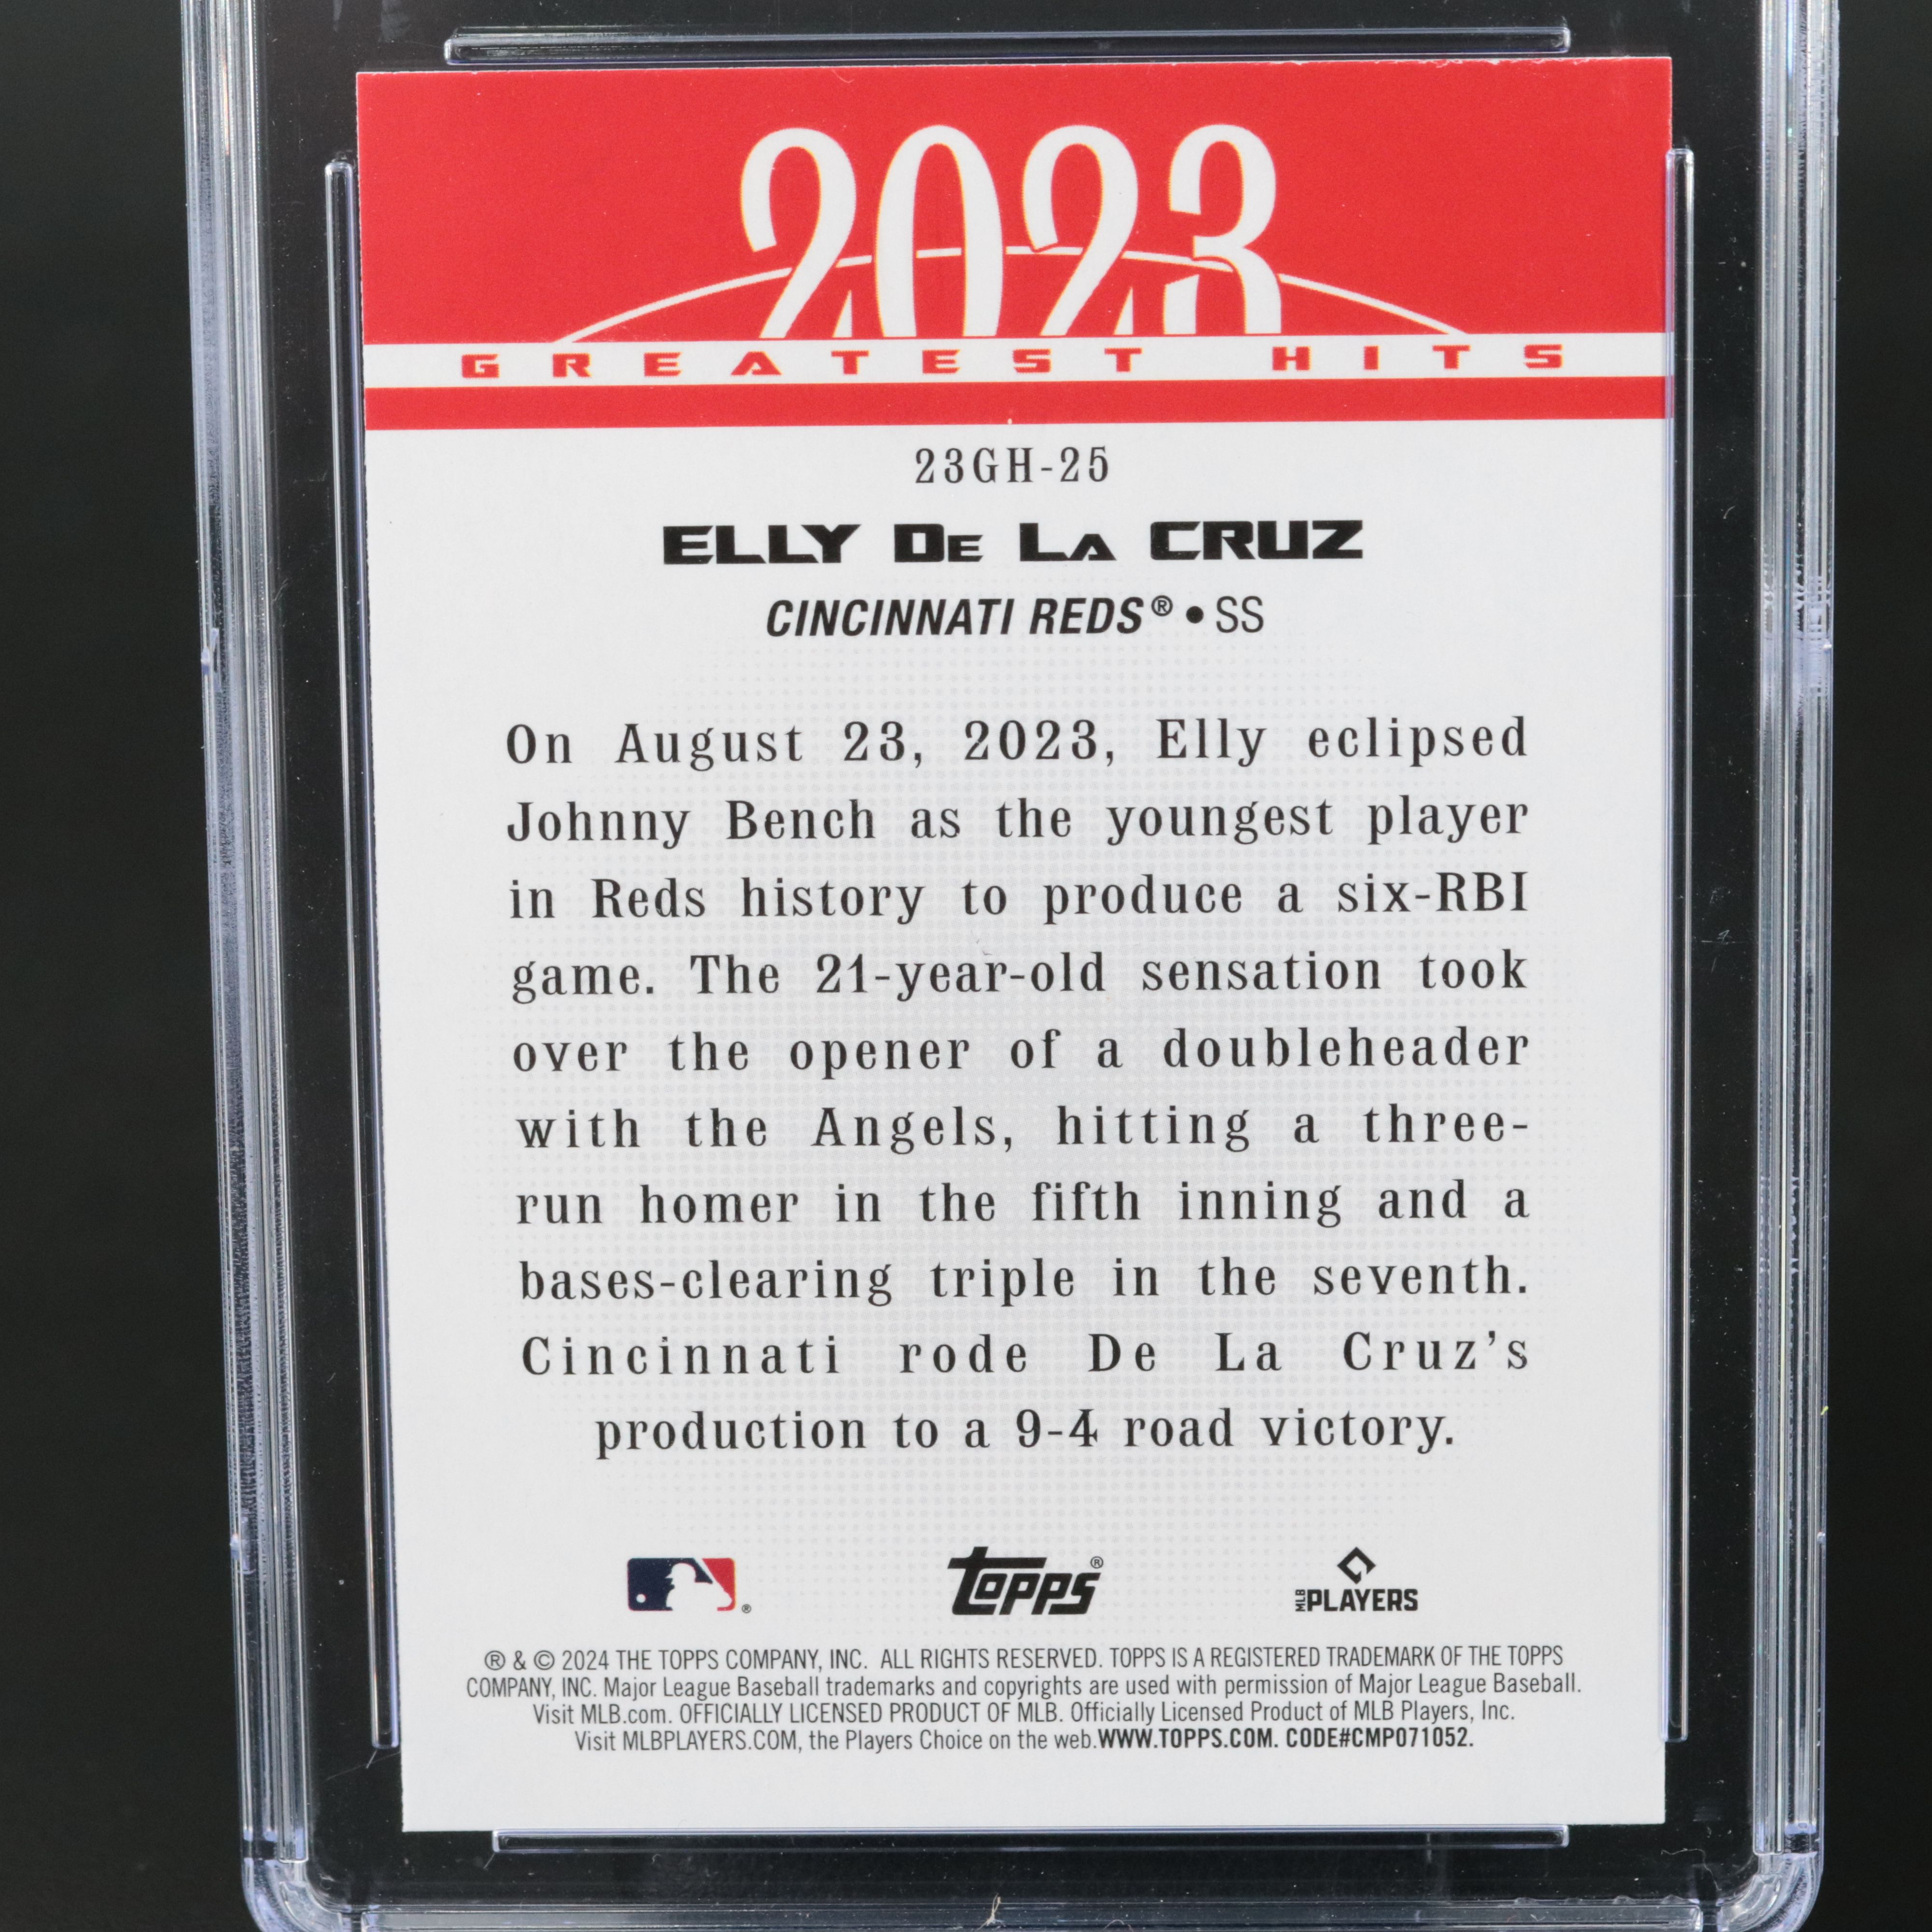 2023
GREATEST HITS
23GH-25
ELLY DE LA CRUZ
CINCINNATI REDS® • SS
On August 23, 2023, Elly eclipsed
Johnny Bench as the youngest player
in Reds history to produce a six-RBI
game. The 21-year-old sensation took
over the opener of a doubleheader
with the Angels, hitting a three-
run homer in the fifth inning and a
bases-clearing triple in the seventh.
Cincinnati rode De La Cruz's
production to a 9-4 road victory.
® topps® MLB PLAYERS
® & © 2024 THE TOPPS COMPANY, INC. ALL RIGHTS RESERVED. TOPPS IS A REGISTERED TRADEMARK OF THE TOPPS
COMPANY, INC. Major League Baseball trademarks and copyrights are used with permission of Major League Baseball.
Visit MLB.com. OFFICIALLY LICENSED PRODUCT OF MLB. Officially Licensed Product of MLB Players, Inc.
Visit MLBPLAYERS.COM, the Players Choice on the web.WWW.TOPPS.COM. CODE#CMP071052.